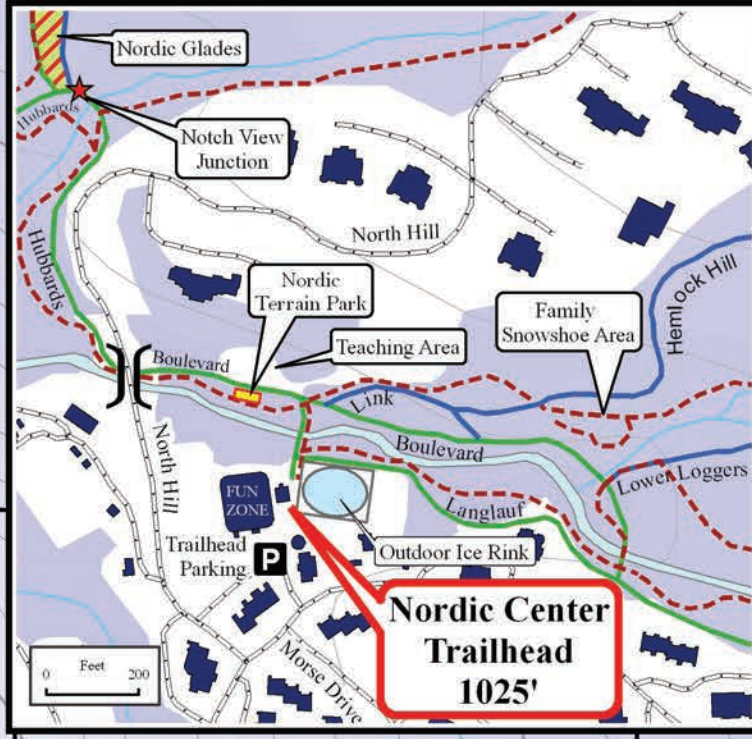 Nordic Glades
Hubbards
Notch View
Junction
North Hill
Hubbards
Nordic
Terrain Park
Family
Snowshoe Area
Hemlock Hill
Teaching Area
Boulevard
Link
Boulevard
North Hill
Lower Loggers
FUN
ZONE
Langlauf
Trailhead
Parking
P
Outdoor Ice Rink
Nordic Center
Trailhead
1025'
Morse Drive
Feet
0 200